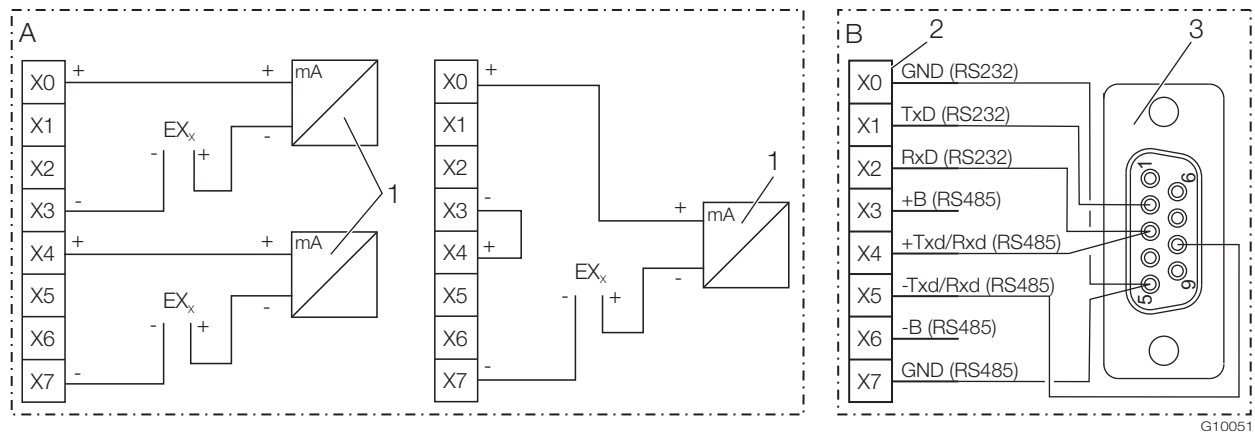 A
X0
X1
X2
X3
X4
X5
X6
X7
+
+
mA
-
EXₓ
-
+
-
+
+
mA
-
EXₓ
-
+
-
1
X0
X1
X2
X3
X4
X5
X6
X7
+
-
+
-
+
mA
-
EXₓ
-
+
1
B
2
3
X0
GND (RS232)
X1
TxD (RS232)
X2
RxD (RS232)
X3
+B (RS485)
X4
+Txd/Rxd (RS485)
X5
-Txd/Rxd (RS485)
X6
-B (RS485)
X7
GND (RS485)
1
6
5
9
G10051